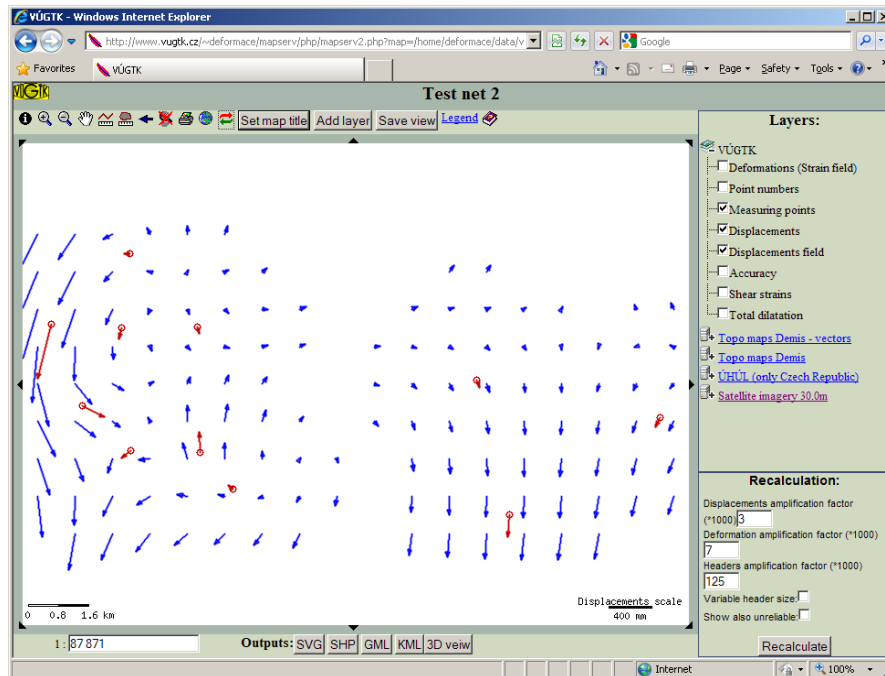 VÚGTK - Windows Internet Explorer
http://www.vugtk.cz/~deformace/mapserv/php/mapserv2.php?map=/home/deformace/data/v
Google
Favorites
VÚGTK
Page
Safety
Tools
VÚGTK
Test net 2
Set map title
Add layer
Save view
Legend
Layers:
VÚGTK
Deformations (Strain field)
Point numbers
Measuring points
Displacements
Displacements field
Accuracy
Shear strains
Total dilatation
Topo maps Demis - vectors
Topo maps Demis
ÚHÚL (only Czech Republic)
Satellite imagery 30.0m
Recalculation:
Displacements amplification factor
(*1000) 3
Deformation amplification factor (*1000)
7
Headers amplification factor (*1000)
125
Variable header size:
Show also unreliable:
Recalculate
0 0.8 1.6 km
Displacements scale
400 mm
1 : 87 871
Outputs: SVG SHP GML KML 3D veiw
Internet
100%